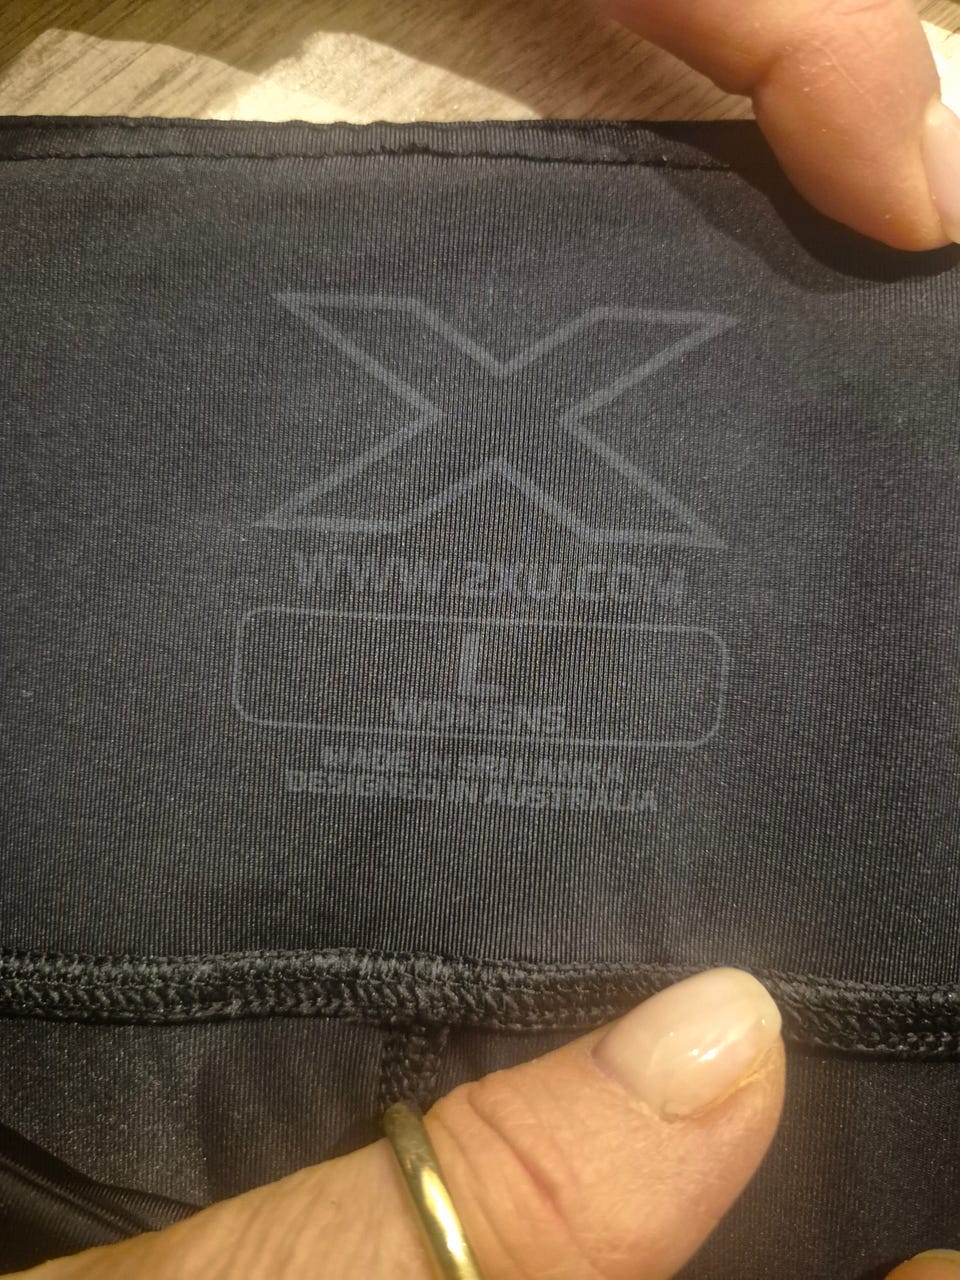 X
WWW.2XU.COM
L
WOMENS
MADE IN SRI LANKA
DESIGNED IN AUSTRALIA